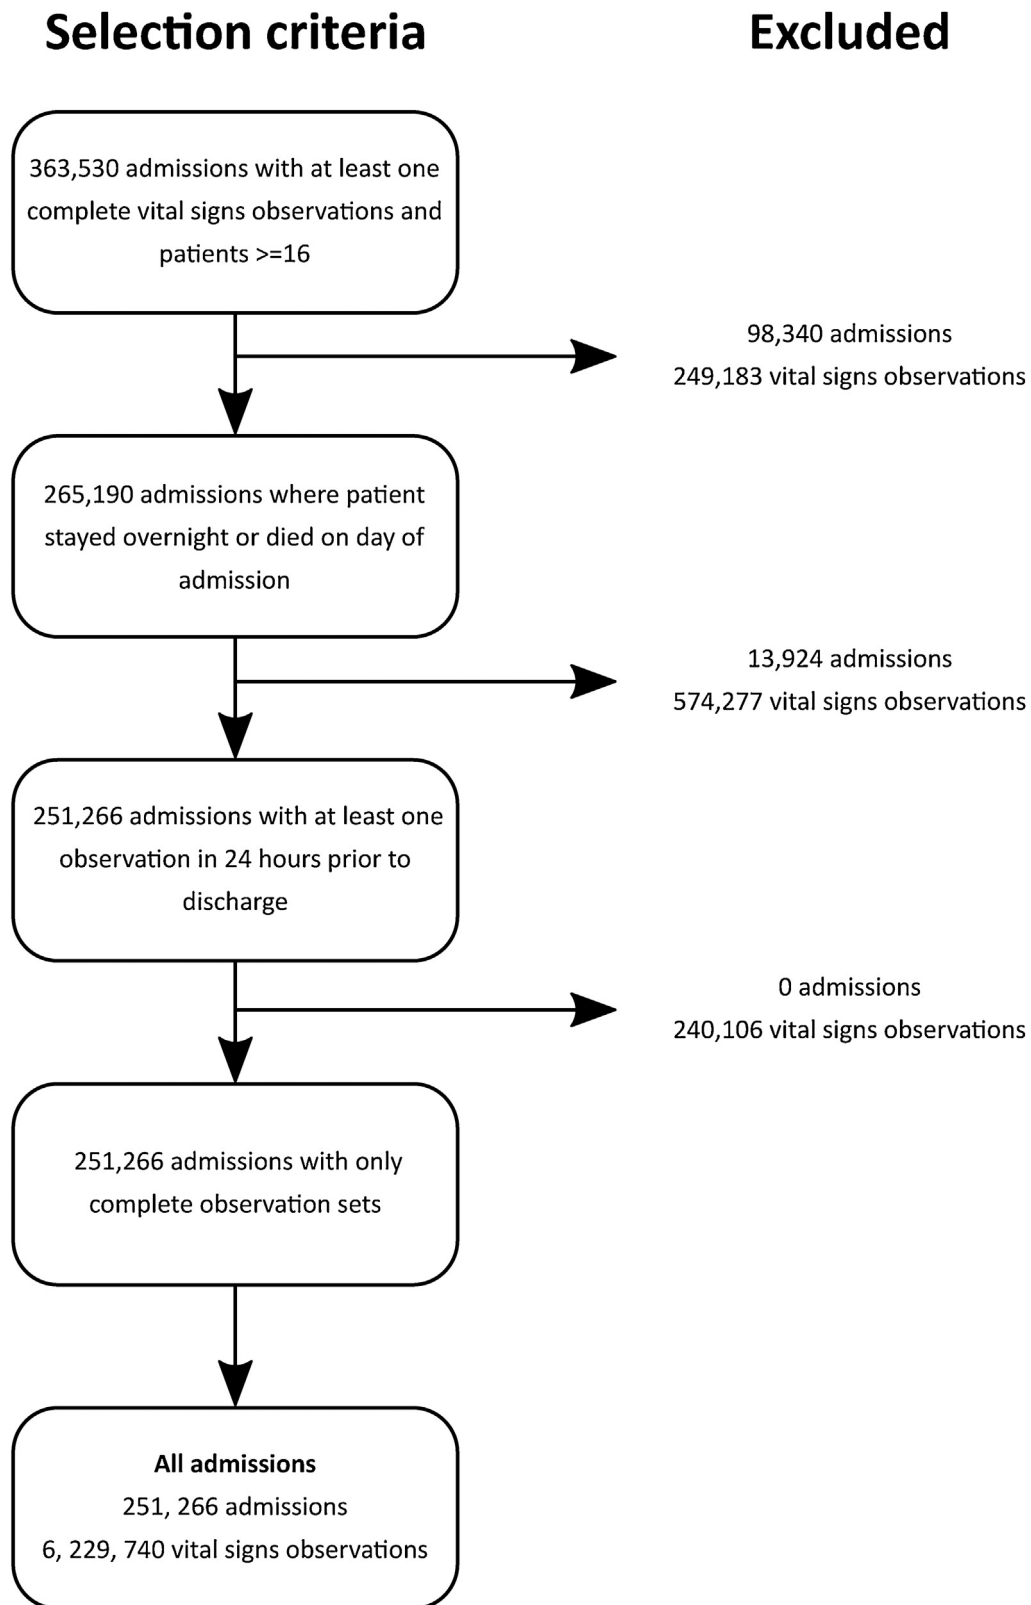 Selection criteria
Excluded
363,530 admissions with at least one
complete vital signs observations and
patients >=16
98,340 admissions
249,183 vital signs observations
265,190 admissions where patient
stayed overnight or died on day of
admission
13,924 admissions
574,277 vital signs observations
251,266 admissions with at least one
observation in 24 hours prior to
discharge
0 admissions
240,106 vital signs observations
251,266 admissions with only
complete observation sets
All admissions
251, 266 admissions
6, 229, 740 vital signs observations